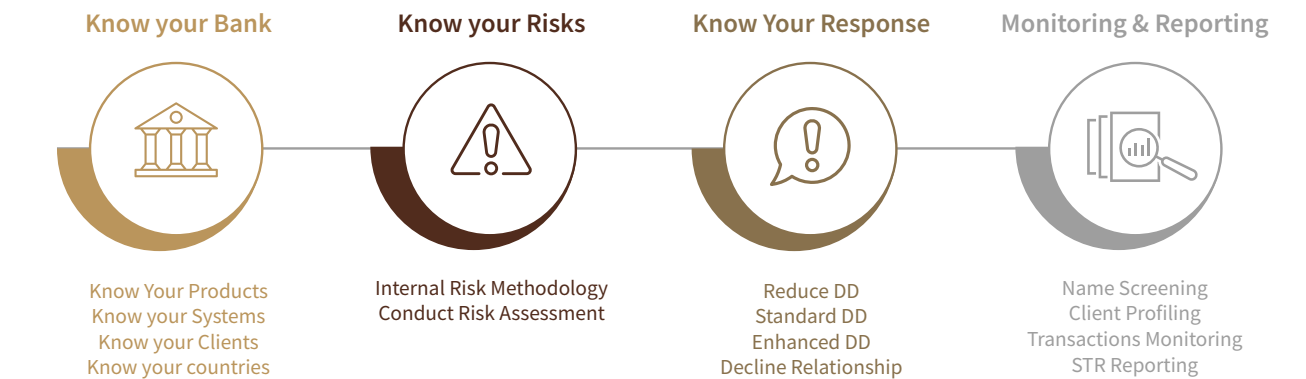 Know your Bank
Know your Risks
Know Your Response
Monitoring & Reporting
Know Your Products
Know your Systems
Know your Clients
Know your countries
Internal Risk Methodology
Conduct Risk Assessment
Reduce DD
Standard DD
Enhanced DD
Decline Relationship
Name Screening
Client Profiling
Transactions Monitoring
STR Reporting